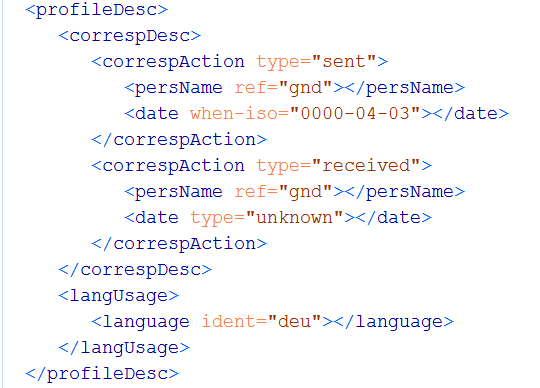 <profileDesc>
<correspDesc>
<correspAction type="sent">
<persName ref="gnd"></persName>
<date when-iso="0000-04-03"></date>
</correspAction>
<correspAction type="received">
<persName ref="gnd"></persName>
<date type="unknown"></date>
</correspAction>
</correspDesc>
<langUsage>
<language ident="deu"></language>
</langUsage>
</profileDesc>